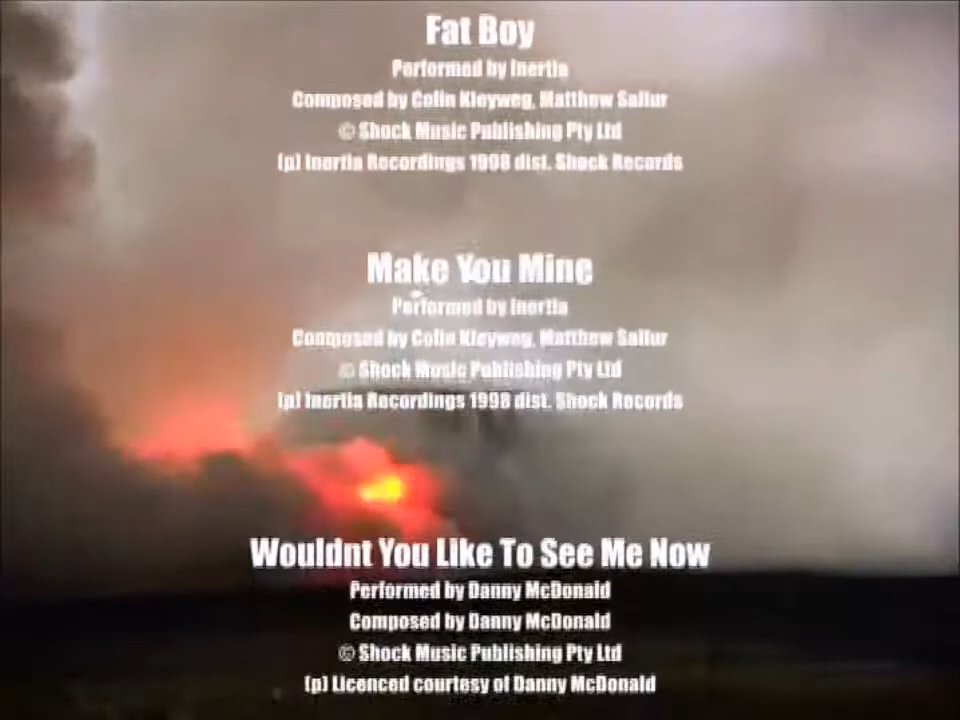 Fat Boy
Performed by Inertia
Composed by Colin Kleyweg, Matthew Sallur
© Shock Music Publishing Pty Ltd
(p) Inertia Recordings 1998 dist. Shock Records
Make You Mine
Performed by Inertia
Composed by Colin Kleyweg, Matthew Sallur
© Shock Music Publishing Pty Ltd
(p) Inertia Recordings 1998 dist. Shock Records
Wouldnt You Like To See Me Now
Performed by Danny McDonald
Composed by Danny McDonald
© Shock Music Publishing Pty Ltd
(p) Licenced courtesy of Danny McDonald